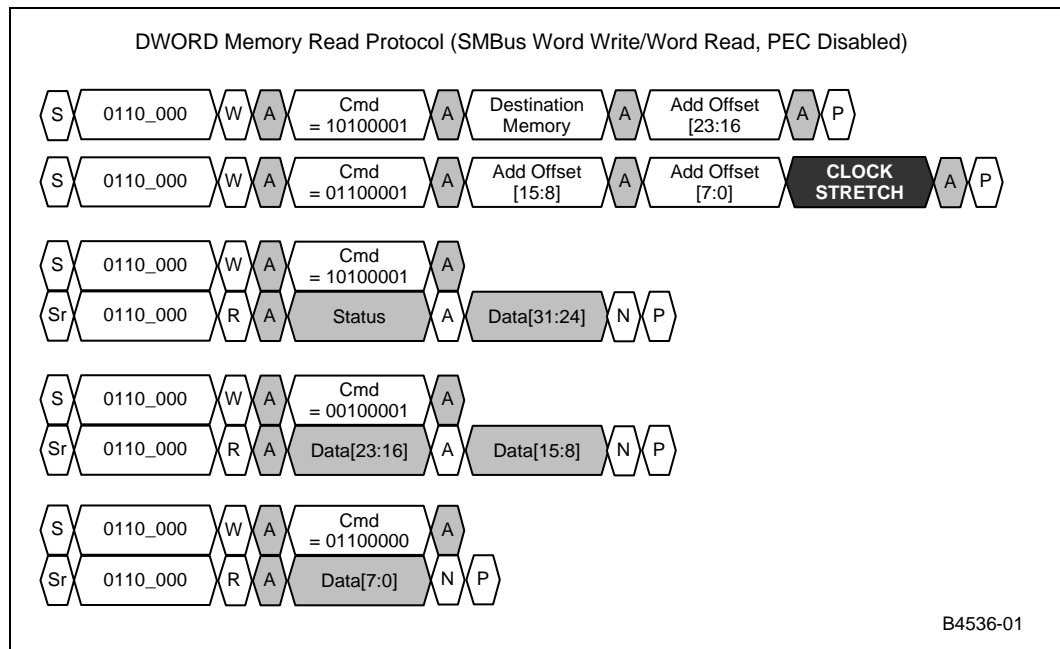 DWORD Memory Read Protocol (SMBus Word Write/Word Read, PEC Disabled)
S 0110_000 W A Cmd = 10100001 A Destination Memory A Add Offset [23:16 A P
S 0110_000 W A Cmd = 01100001 A Add Offset [15:8] A Add Offset [7:0] CLOCK STRETCH A P
S 0110_000 W A Cmd = 10100001 A
Sr 0110_000 R A Status A Data[31:24] N P
S 0110_000 W A Cmd = 00100001 A
Sr 0110_000 R A Data[23:16] A Data[15:8] N P
S 0110_000 W A Cmd = 01100000 A
Sr 0110_000 R A Data[7:0] N P
B4536-01